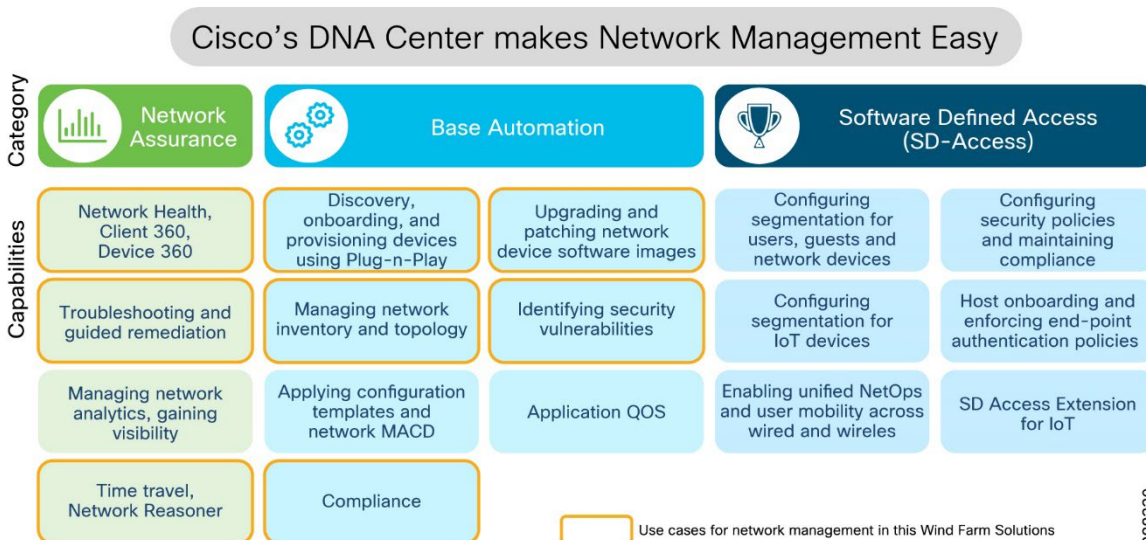 Cisco's DNA Center makes Network Management Easy
Category
Network
Assurance
Base Automation
Software Defined Access
(SD-Access)
Capabilities
Network Health,
Client 360,
Device 360
Discovery,
onboarding, and
provisioning devices
using Plug-n-Play
Upgrading and
patching network
device software images
Configuring
segmentation for
users, guests and
network devices
Configuring
security policies
and maintaining
compliance
Troubleshooting and
guided remediation
Managing network
inventory and topology
Identifying security
vulnerabilities
Configuring
segmentation for
IoT devices
Host onboarding and
enforcing end-point
authentication policies
Managing network
analytics, gaining
visibility
Applying configuration
templates and
network MACD
Application QOS
Enabling unified NetOps
and user mobility across
wired and wireles
SD Access Extension
for IoT
Time travel,
Network Reasoner
Compliance
Use cases for network management in this Wind Farm Solutions